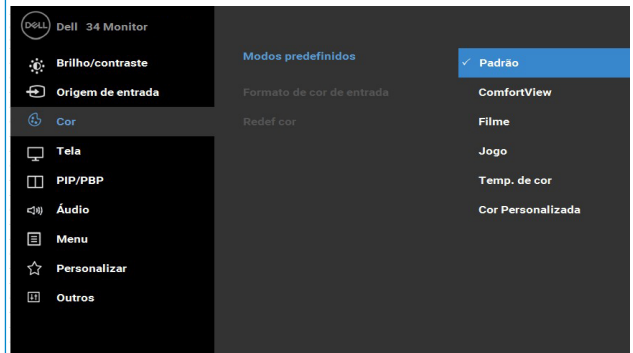 DELL Dell 34 Monitor
Brilho/contraste
Origem de entrada
Cor
Tela
PIP/PBP
Áudio
Menu
Personalizar
Outros
Modos predefinidos
Formato de cor de entrada
Redef cor
Padrão
ComfortView
Filme
Jogo
Temp. de cor
Cor Personalizada